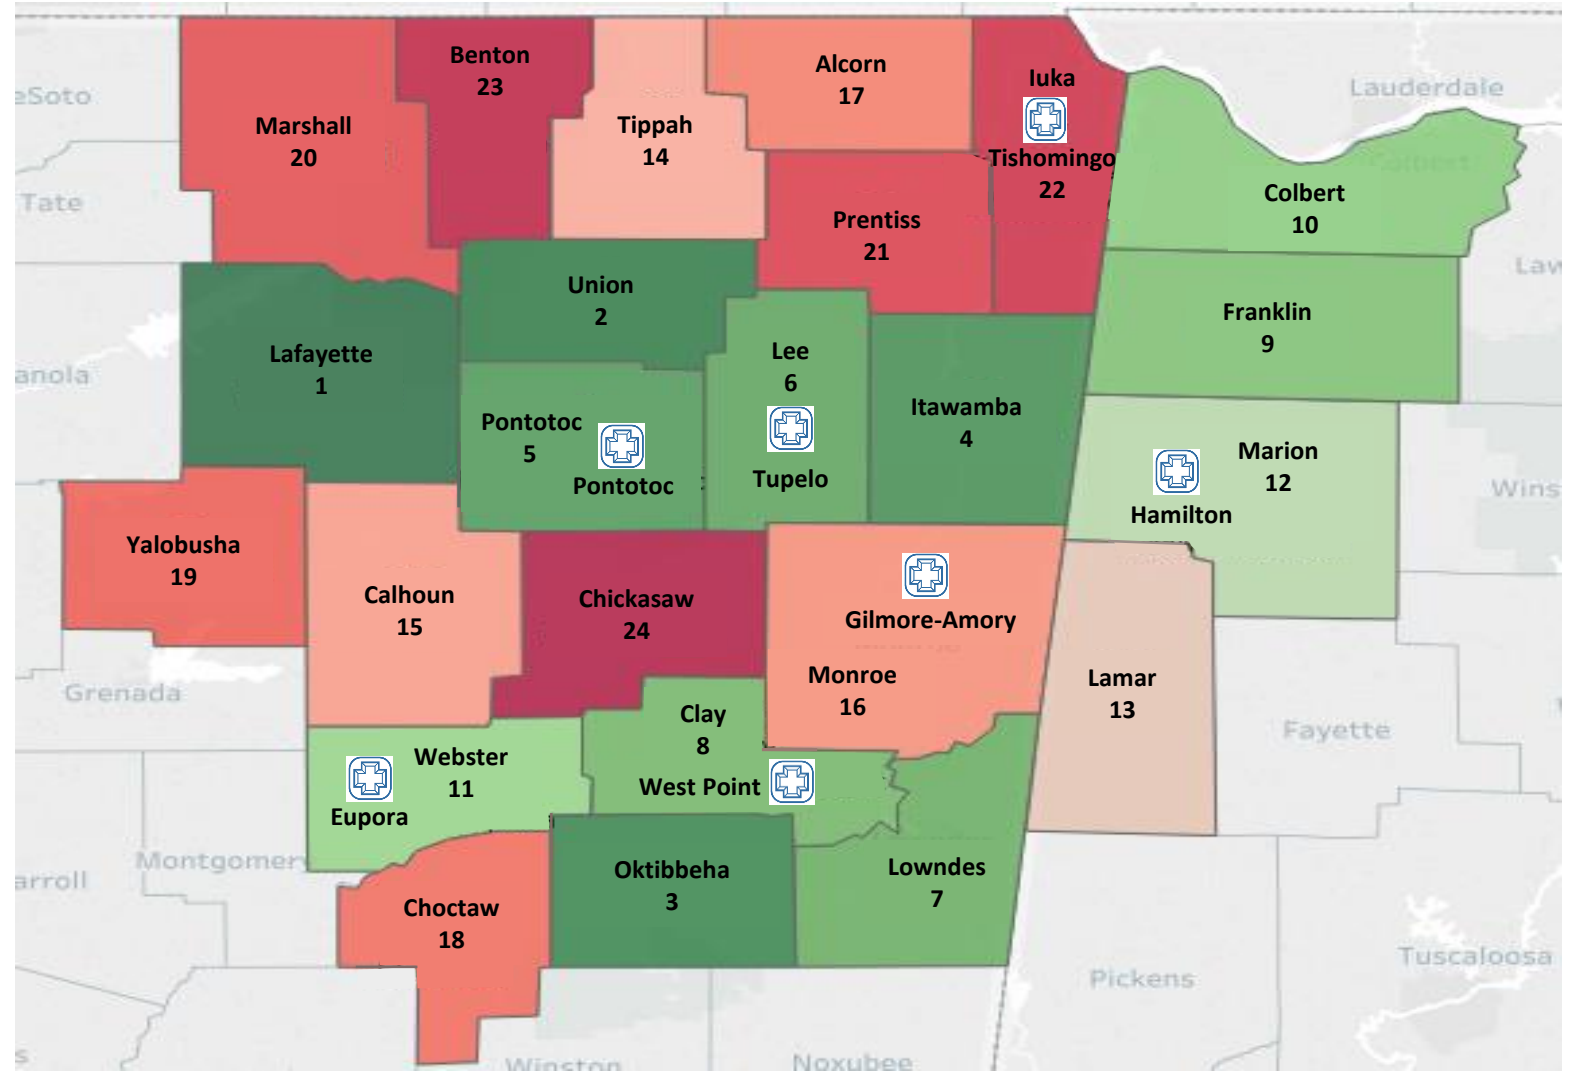 Benton
23
Alcorn
17
Iuka
Lauderdale
eSoto
Marshall
20
Tippah
14
Tishomingo
22
Colbert
10
Tate
Prentiss
21
Law
Union
2
Franklin
9
Lafayette
1
Lee
6
anola
Itawamba
4
Pontotoc
5
Pontotoc
Tupelo
Marion
12
Hamilton
Wins
Yalobusha
19
Calhoun
15
Chickasaw
24
Gilmore-Amory
Monroe
16
Lamar
13
Grenada
Clay
8
Fayette
Webster
11
West Point
Eupora
Montgomery
arroll
Oktibbeha
3
Lowndes
7
Choctaw
18
Tuscaloosa
Pickens
s
Winston
Noxubee